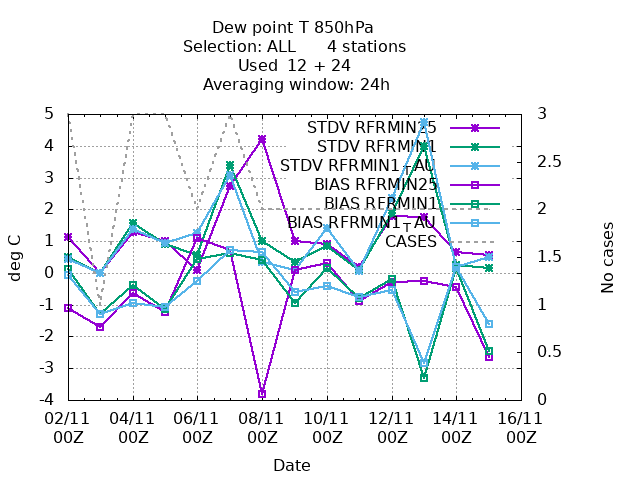 Dew point T 850hPa
Selection: ALL 4 stations
Used 12 + 24
Averaging window: 24h
5
4
3
2
1
0
-1
-2
-3
-4
deg C
3
2.5
2
1.5
1
0.5
0
No cases
STDV RFRMIN25
STDV RFRMIN1
STDV RFRMIN1_AU
BIAS RFRMIN25
BIAS RFRMIN1
BIAS RFRMIN1_AU
CASES
02/11 04/11 06/11 08/11 10/11 12/11 14/11 16/11
00Z 00Z 00Z 00Z 00Z 00Z 00Z 00Z
Date